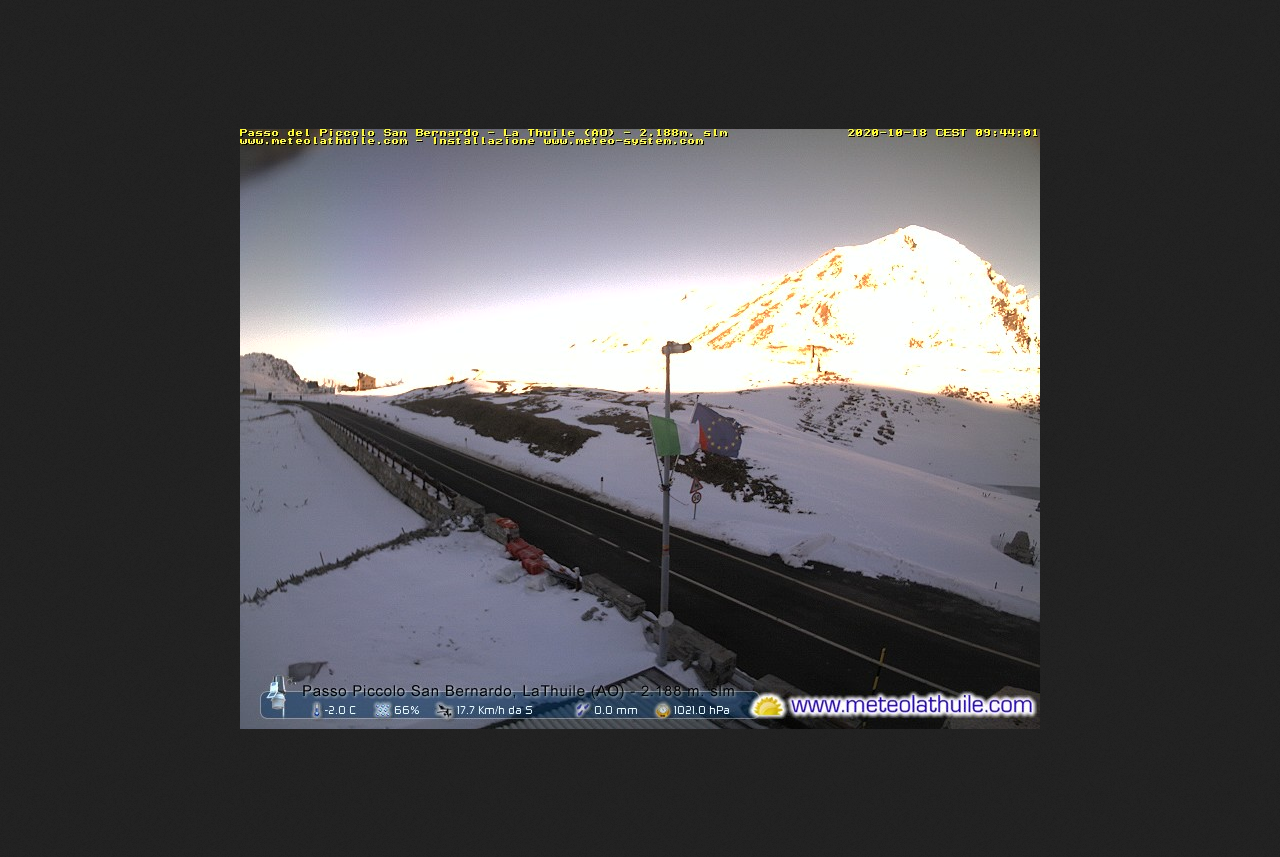 Passo del Piccolo San Bernardo - La Thuile (AO) - 2.188m. slm
2020-10-18 CEST 09:44:01
www.meteolathuile.com - Installazione www.meteo-system.com
Passo Piccolo San Bernardo, LaThuile (AO) - 2.188 m. slm
-2.0 C 66% 17.7 Km/h da S 0.0 mm 1021.0 hPa
www.meteolathuile.com